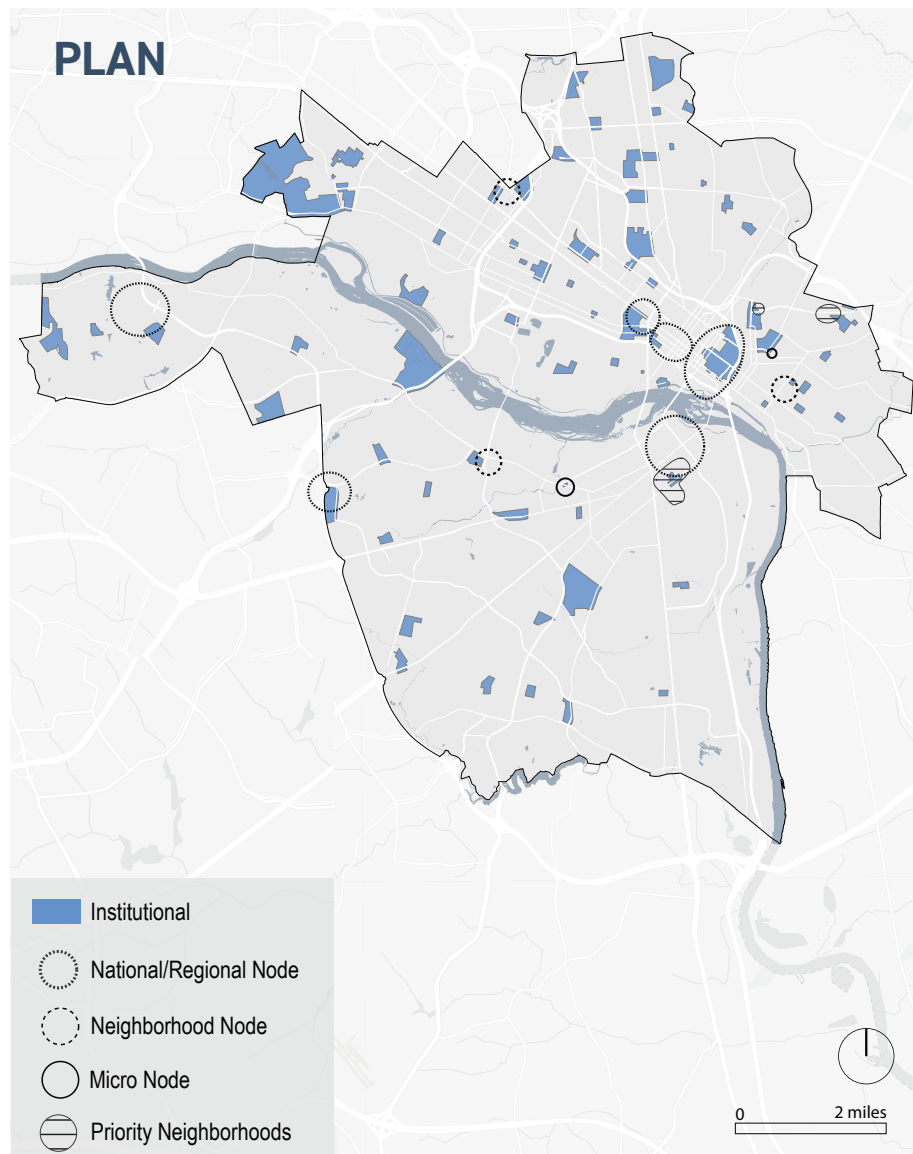 PLAN
Institutional
National/Regional Node
Neighborhood Node
Micro Node
Priority Neighborhoods
0 2 miles